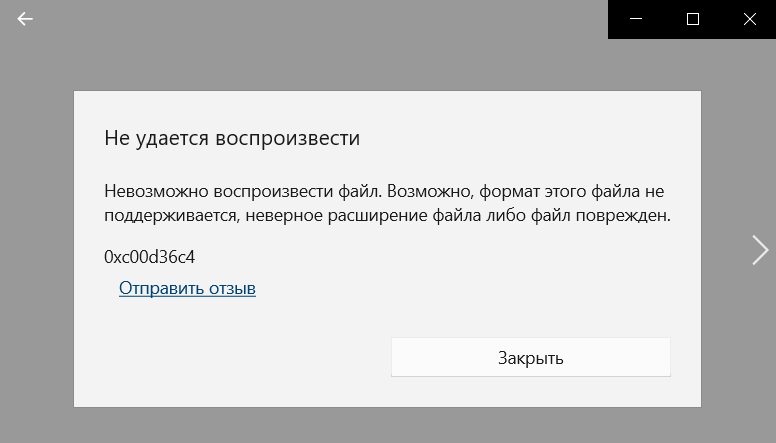 Не удается воспроизвести
Невозможно воспроизвести файл. Возможно, формат этого файла не
поддерживается, неверное расширение файла либо файл поврежден.
0xc00d36c4
Отправить отзыв
Закрыть